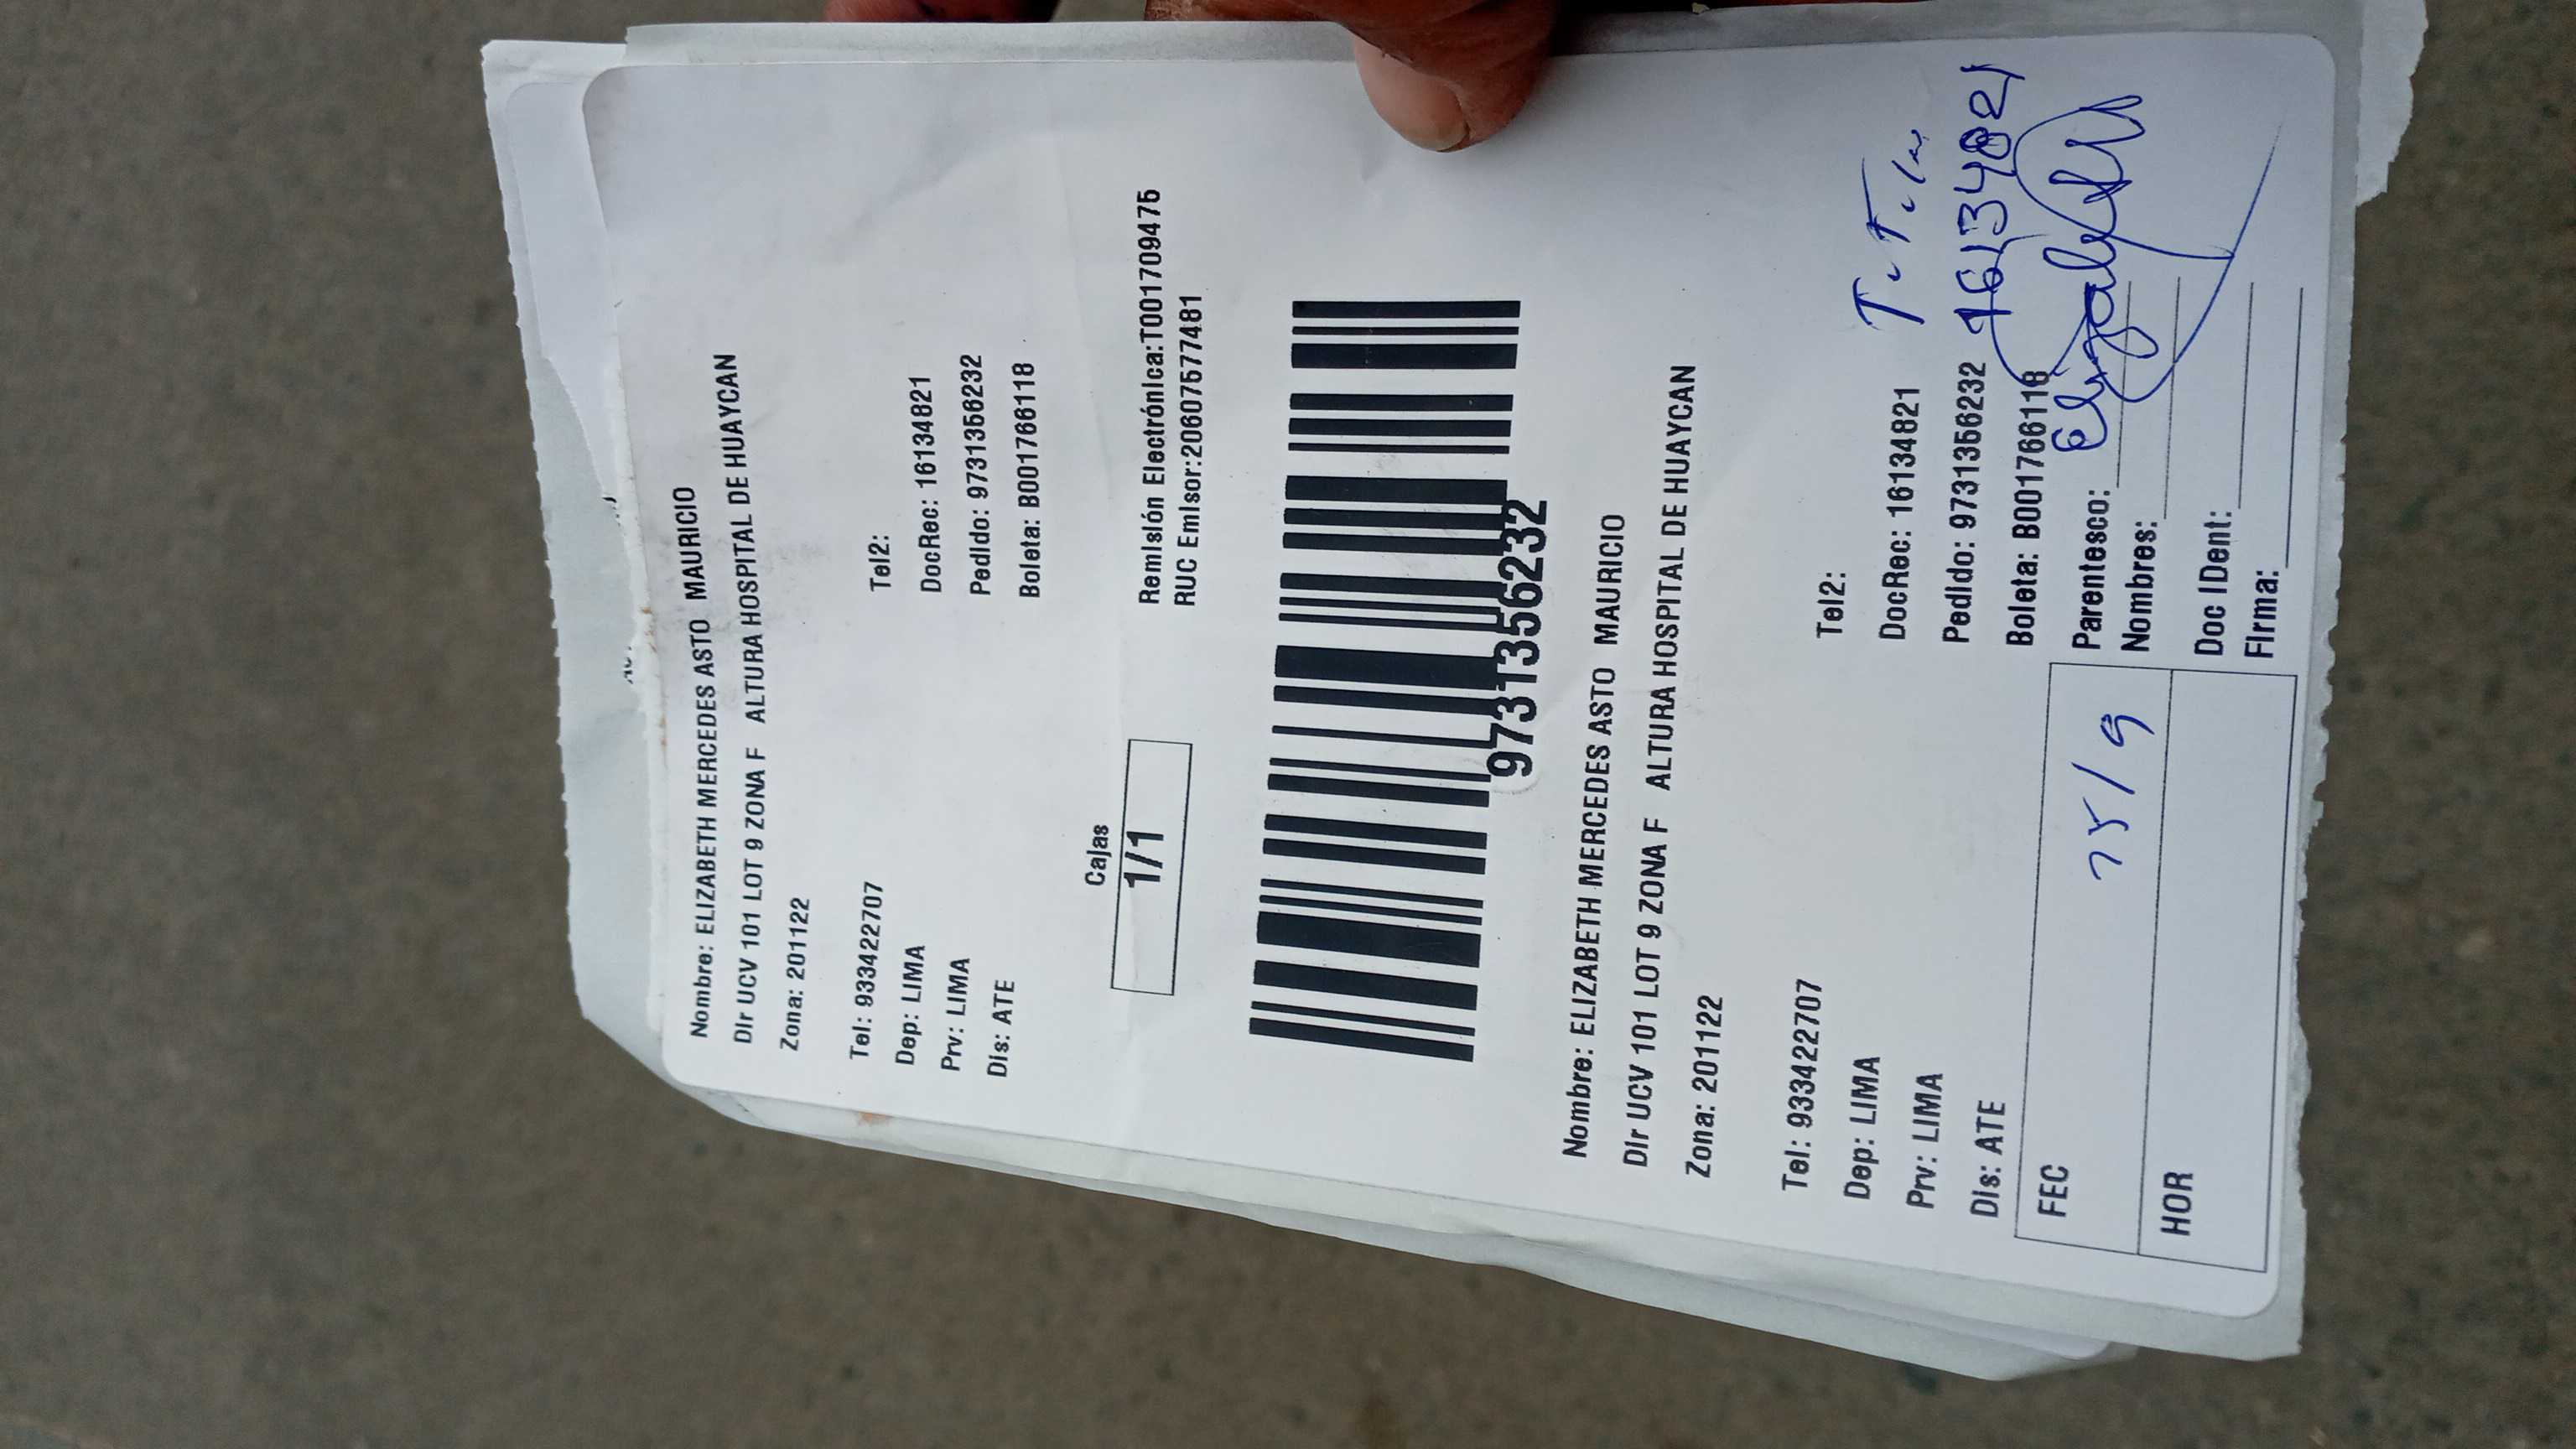 Nombre: ELIZABETH MERCEDES ASTO MAURICIO
Dir UCV 101 LOT 9 ZONA F ALTURA HOSPITAL DE HUAYCAN
Zona: 201122
Tel: 933422707 Tel2:
Dep: LIMA DocRec: 16134821
Prv: LIMA Pedido: 9731356232
Dis: ATE Boleta: B001766118
Cajas
1/1
Remisión Electrónica:T001709475
RUC Emisor:20607577481
9731356232
Nombre: ELIZABETH MERCEDES ASTO MAURICIO
Dir UCV 101 LOT 9 ZONA F ALTURA HOSPITAL DE HUAYCAN
Zona: 201122
Tel: 933422707 Tel2:
Dep: LIMA DocRec: 16134821 Titular
Prv: LIMA Pedido: 9731356232 16134821
Dis: ATE Boleta: B001766118
FEC 25/9 Parentesco:
Nombres:
HOR Doc IDent:
Firma: